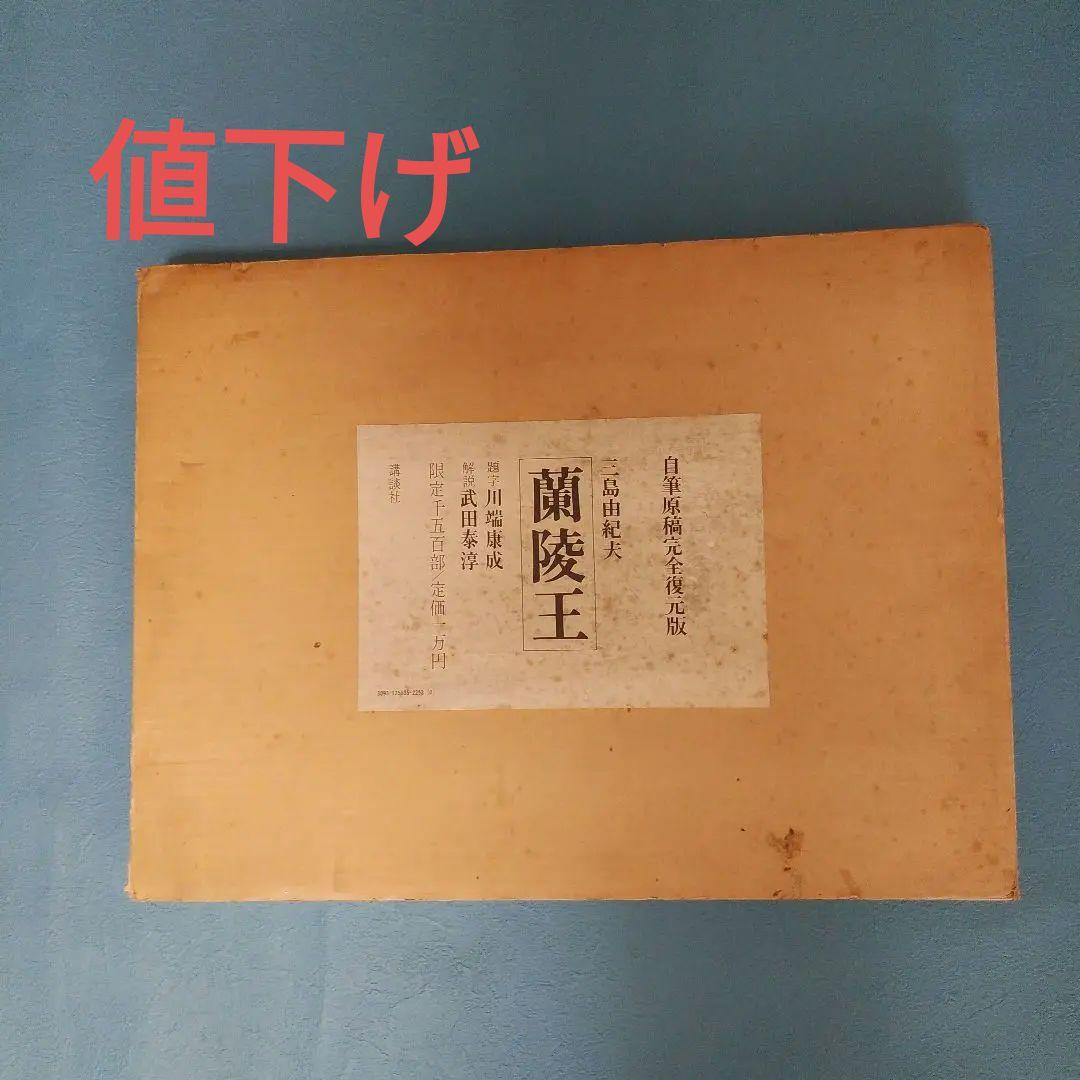 値下げ
自筆原稿完全復元版
三島由紀夫
蘭陵王
題字 川端康成
解説 武田泰淳
限定千五百部/定価一万円
講談社